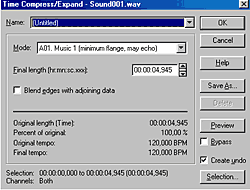 Time Compress/Expand - Sound001.wav
Name: [Untitled]
OK
Cancel
Mode: A01. Music 1 (minimum flange, may echo)
Help
Final length (hr:mn:sc.xxx): 00:00:04,945
Save As...
Blend edges with adjoining data
Delete
Original length (Time): 00:00:04,945
Preview
Percent of original: 100,00 %
Bypass
Original tempo: 120,000 BPM
Final tempo: 120,000 BPM
Create undo
Selection: 00:00:00,000 to 00:00:04,945 (00:00:04,945)
Channels: Both
Selection...